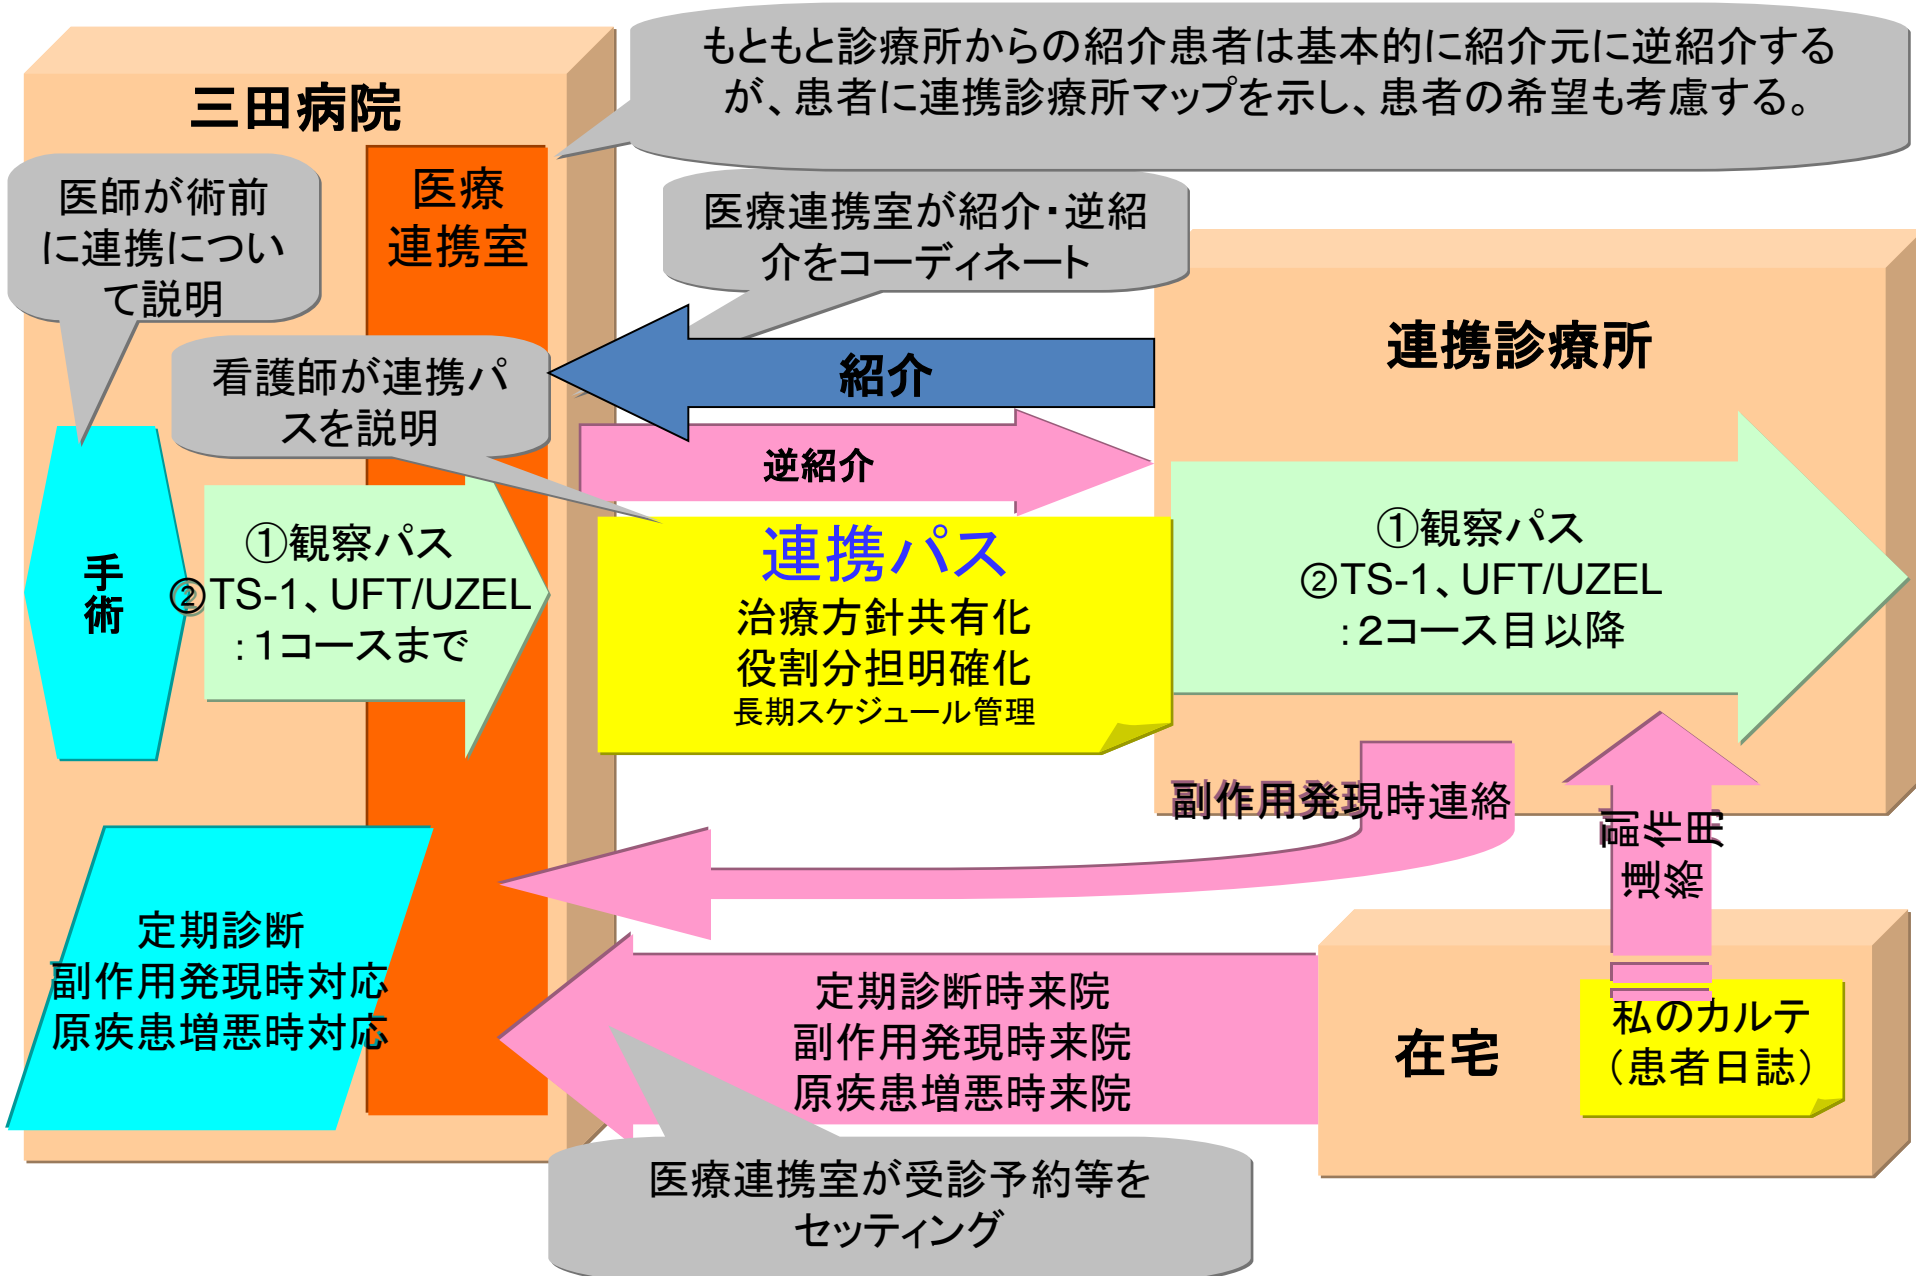 もともと診療所からの紹介患者は基本的に紹介元に逆紹介する
が、患者に連携診療所マップを示し、患者の希望も考慮する。
三田病院
医療
連携室
医師が術前
に連携につい
て説明
医療連携室が紹介・逆紹
介をコーディネート
連携診療所
看護師が連携パ
スを説明
紹介
逆紹介
手術
①観察パス
②TS-1、UFT/UZEL
:1コースまで
連携パス
治療方針共有化
役割分担明確化
長期スケジュール管理
①観察パス
②TS-1、UFT/UZEL
:2コース目以降
副作用発現時連絡
副作用
連絡
定期診断
副作用発現時対応
原疾患増悪時対応
定期診断時来院
副作用発現時来院
原疾患増悪時来院
在宅
私のカルテ
(患者日誌)
医療連携室が受診予約等を
セッティング